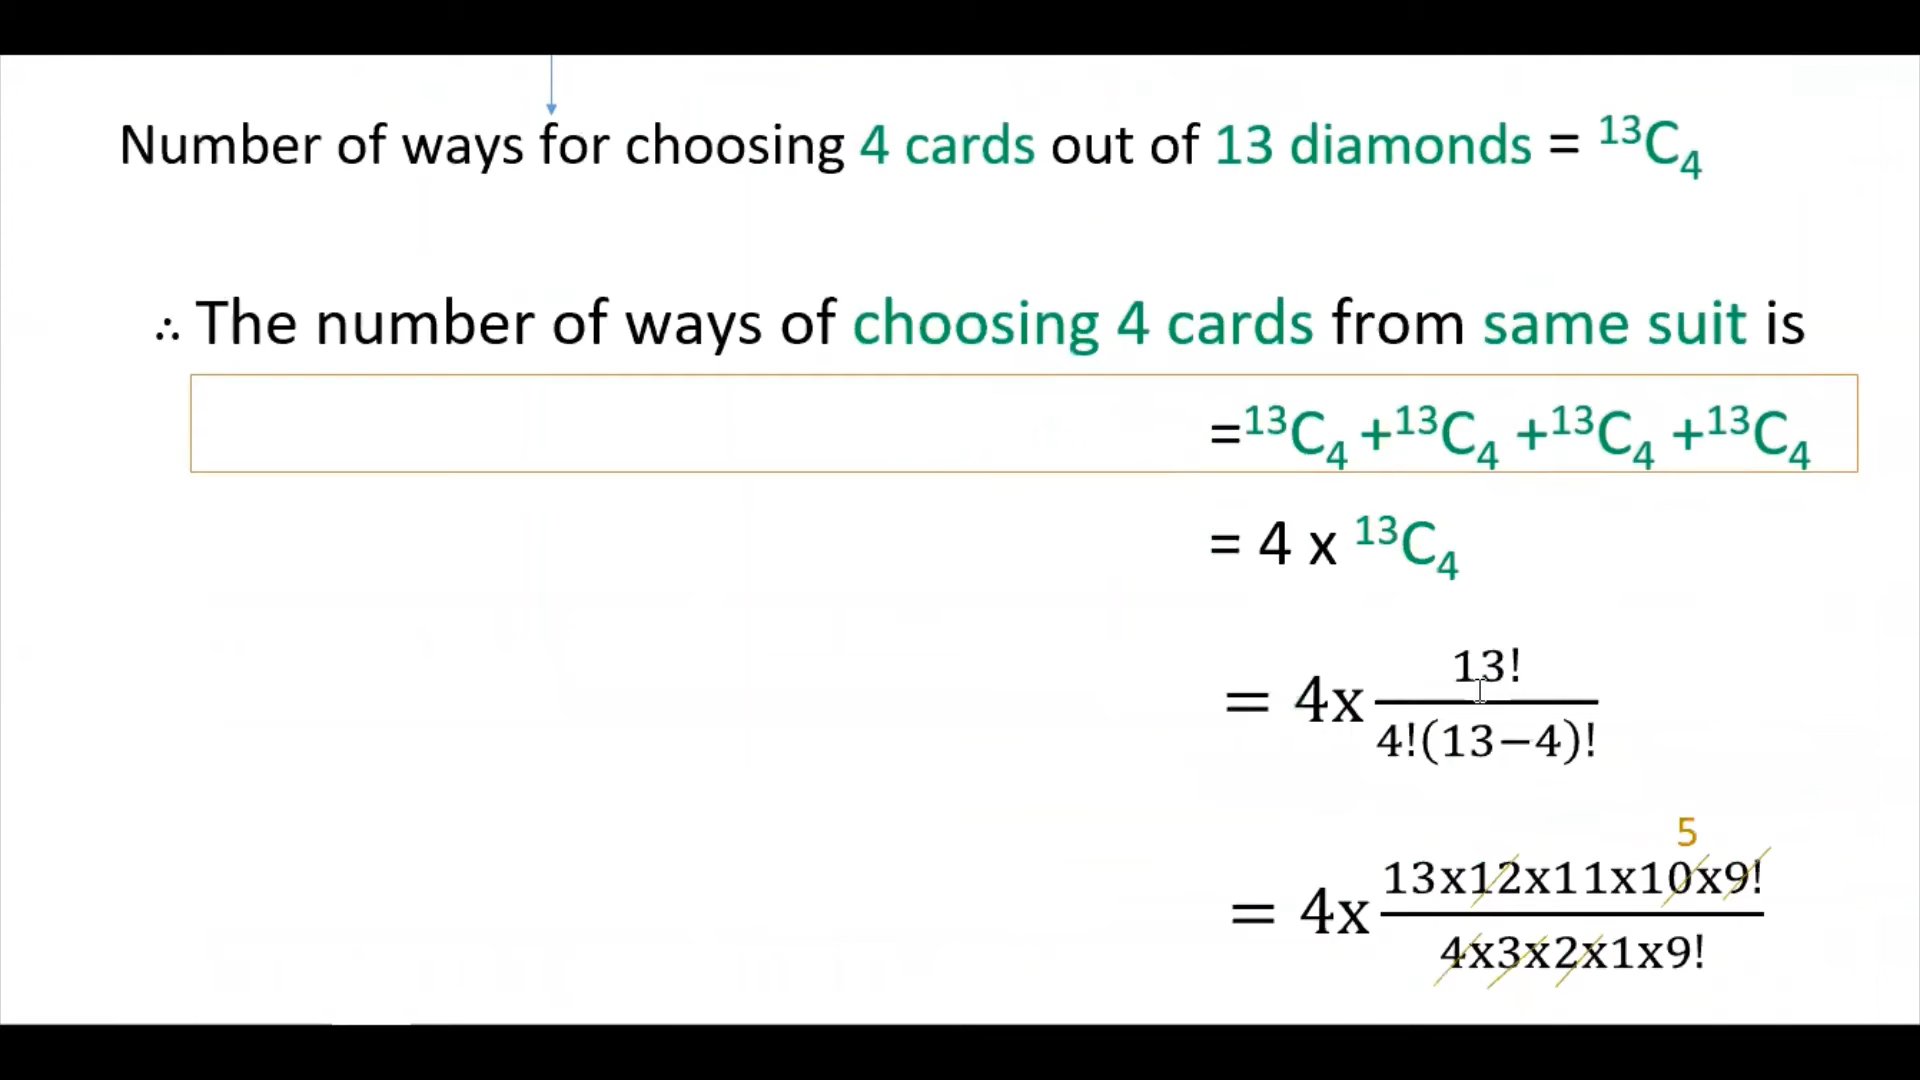 Number of ways for choosing 4 cards out of 13 diamonds = ¹³C₄
∴ The number of ways of choosing 4 cards from same suit is
=¹³C₄ +¹³C₄ +¹³C₄ +¹³C₄
= 4 x ¹³C₄
= 4x 13! / 4!(13−4)!
5
= 4x 13x12x11x10x9! / 4x3x2x1x9!